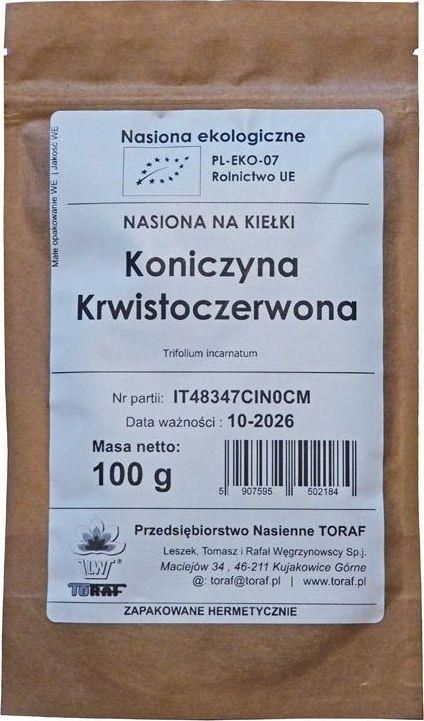 Nasiona ekologiczne
PL-EKO-07
Rolnictwo UE
Małe opakowanie WE | Jakość WE
NASIONA NA KIEŁKI
Koniczyna
Krwistoczerwona
Trifolium incarnatum
Nr partii: IT48347CIN0CM
Data ważności : 10-2026
Masa netto:
100 g
5 907595 502184
Przedsiębiorstwo Nasienne TORAF
Leszek, Tomasz i Rafał Węgrzynowscy Sp.j.
Maciejów 34 , 46-211 Kujakowice Górne
@: toraf@toraf.pl | www.toraf.pl
LWT ®
TORAF
ZAPAKOWANE HERMETYCZNIE